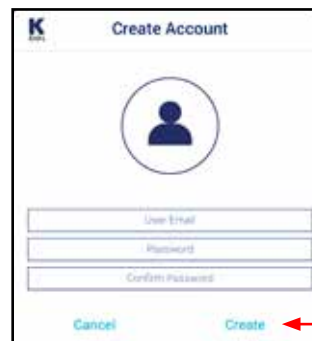 K
Create Account
User Email
Password
Confirm Password
Cancel
Create